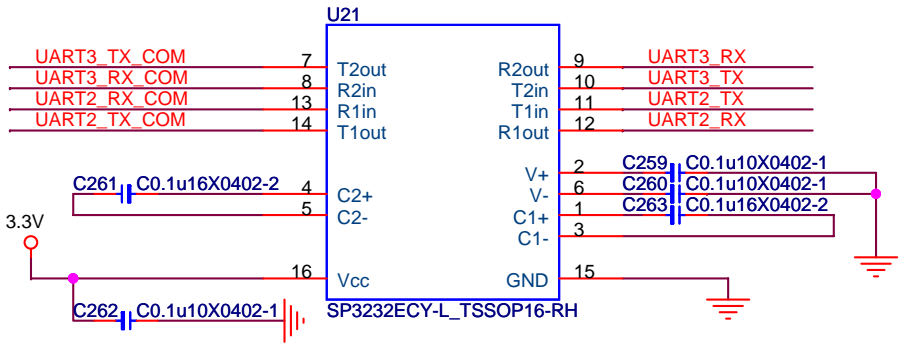 U21
UART3_TX_COM 7 T2out R2out 9 UART3_RX
UART3_RX_COM 8 R2in T2in 10 UART3_TX
UART2_RX_COM 13 R1in T1in 11 UART2_TX
UART2_TX_COM 14 T1out R1out 12 UART2_RX
V+ 2 C259 C0.1u10X0402-1
C261 C0.1u16X0402-2 4 C2+ V- 6 C260 C0.1u10X0402-1
5 C2- C1+ 1 C263 C0.1u16X0402-2
C1- 3
3.3V
16 Vcc GND 15
C262 C0.1u10X0402-1 SP3232ECY-L_TSSOP16-RH